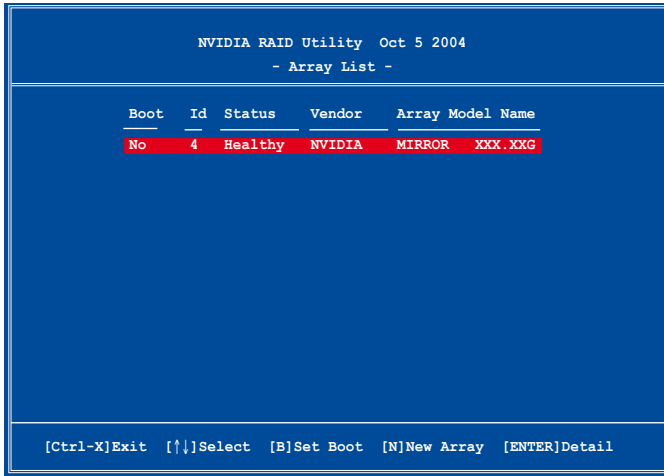 NVIDIA RAID Utility Oct 5 2004
- Array List -
Boot Id Status Vendor Array Model Name
No 4 Healthy NVIDIA MIRROR XXX.XXG
[Ctrl-X]Exit [↑↓]Select [B]Set Boot [N]New Array [ENTER]Detail